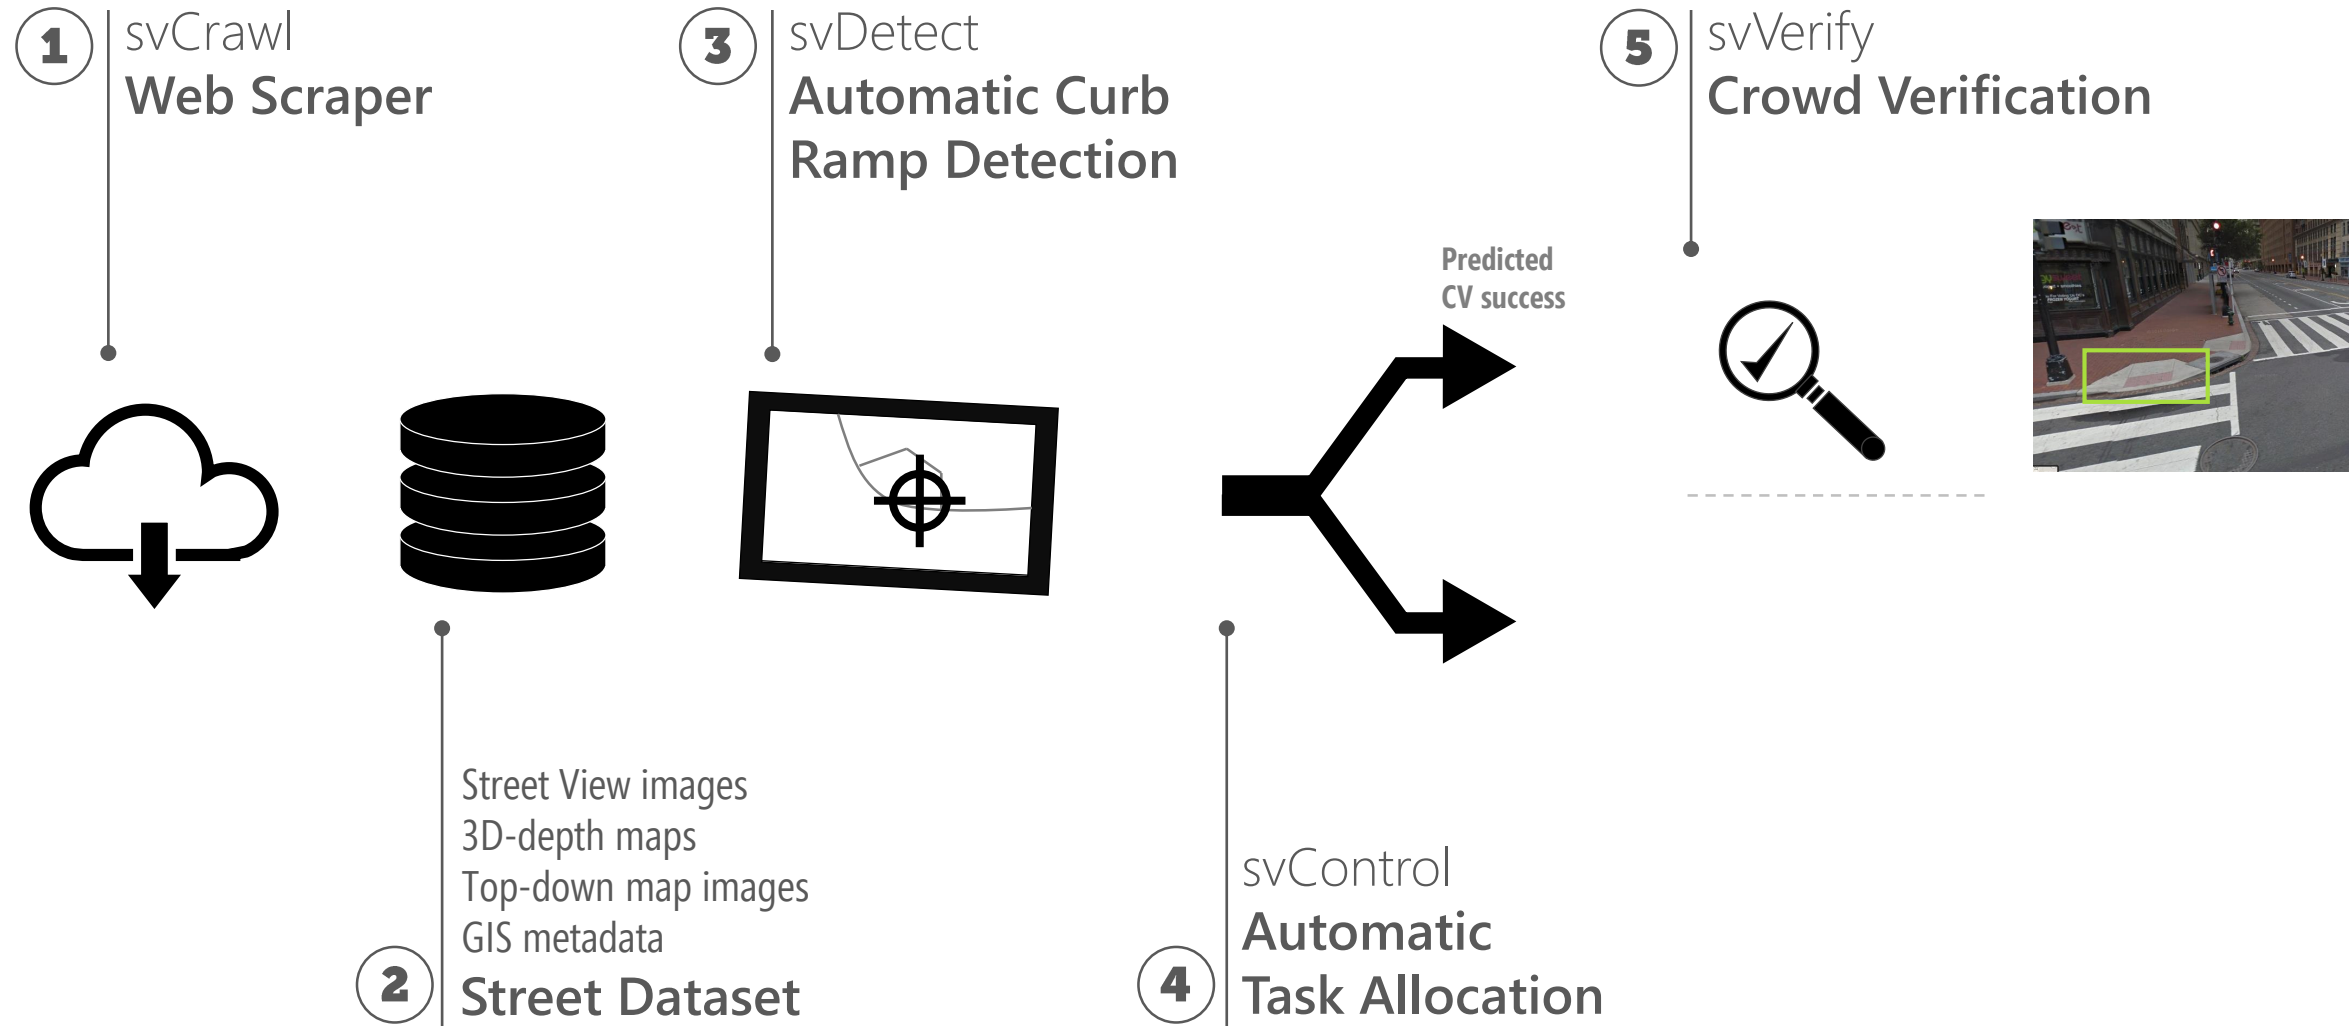 1
svCrawl
Web Scraper
2
Street View images
3D-depth maps
Top-down map images
GIS metadata
Street Dataset
3
svDetect
Automatic Curb
Ramp Detection
4
svControl
Automatic
Task Allocation
Predicted
CV success
5
svVerify
Crowd Verification